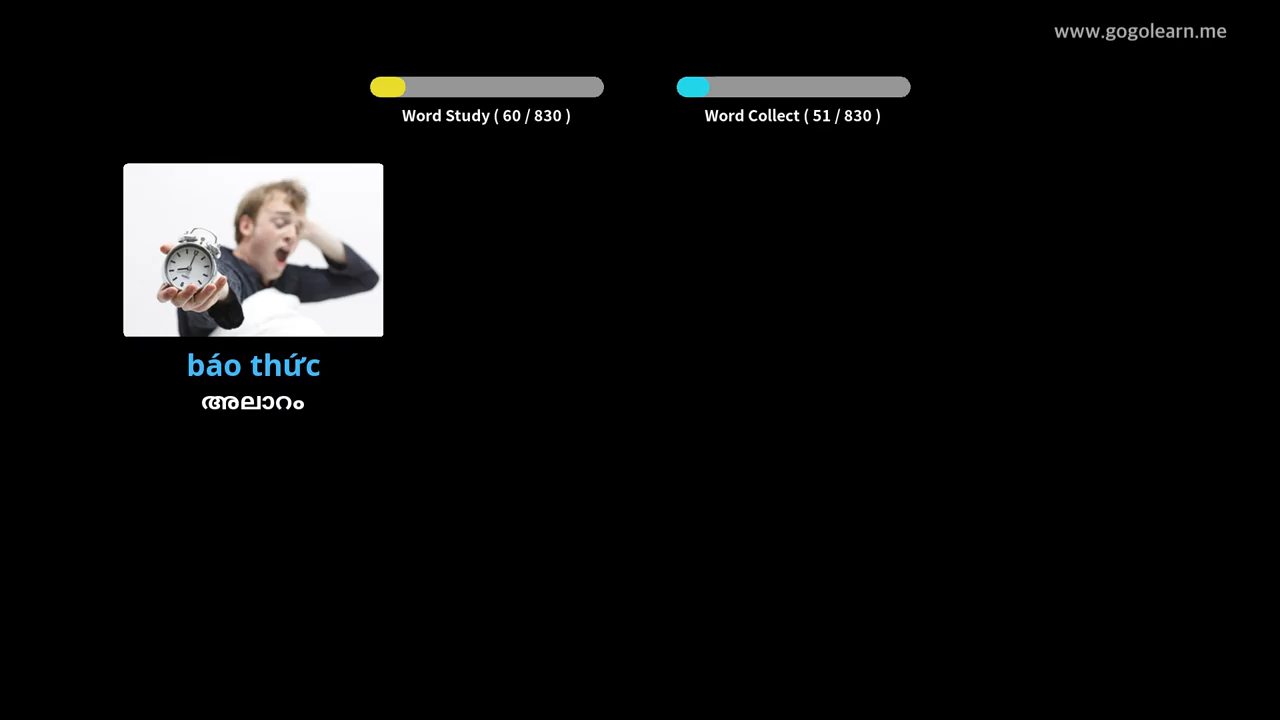 www.gogolearn.me
Word Study ( 60 / 830 )
Word Collect ( 51 / 830 )
báo thức
അലാറം